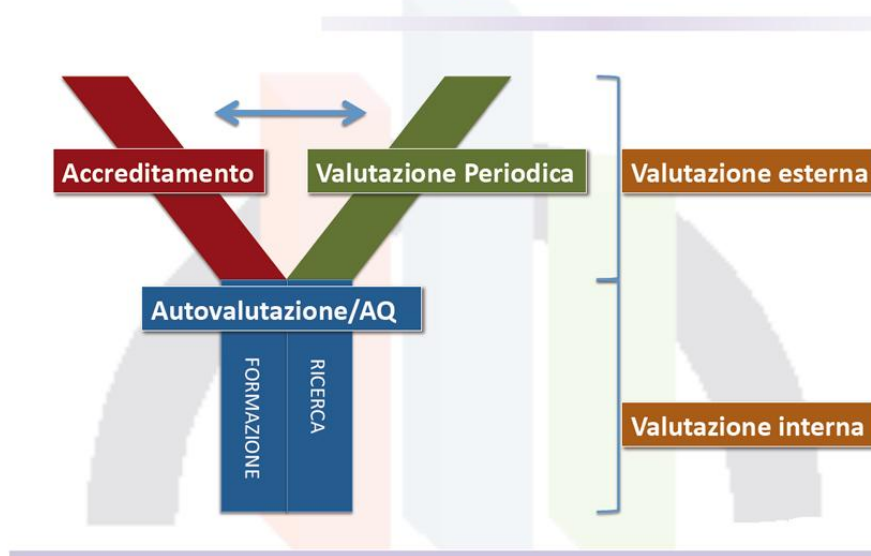 Accreditamento
Valutazione Periodica
Valutazione esterna
Autovalutazione/AQ
FORMAZIONE
RICERCA
Valutazione interna